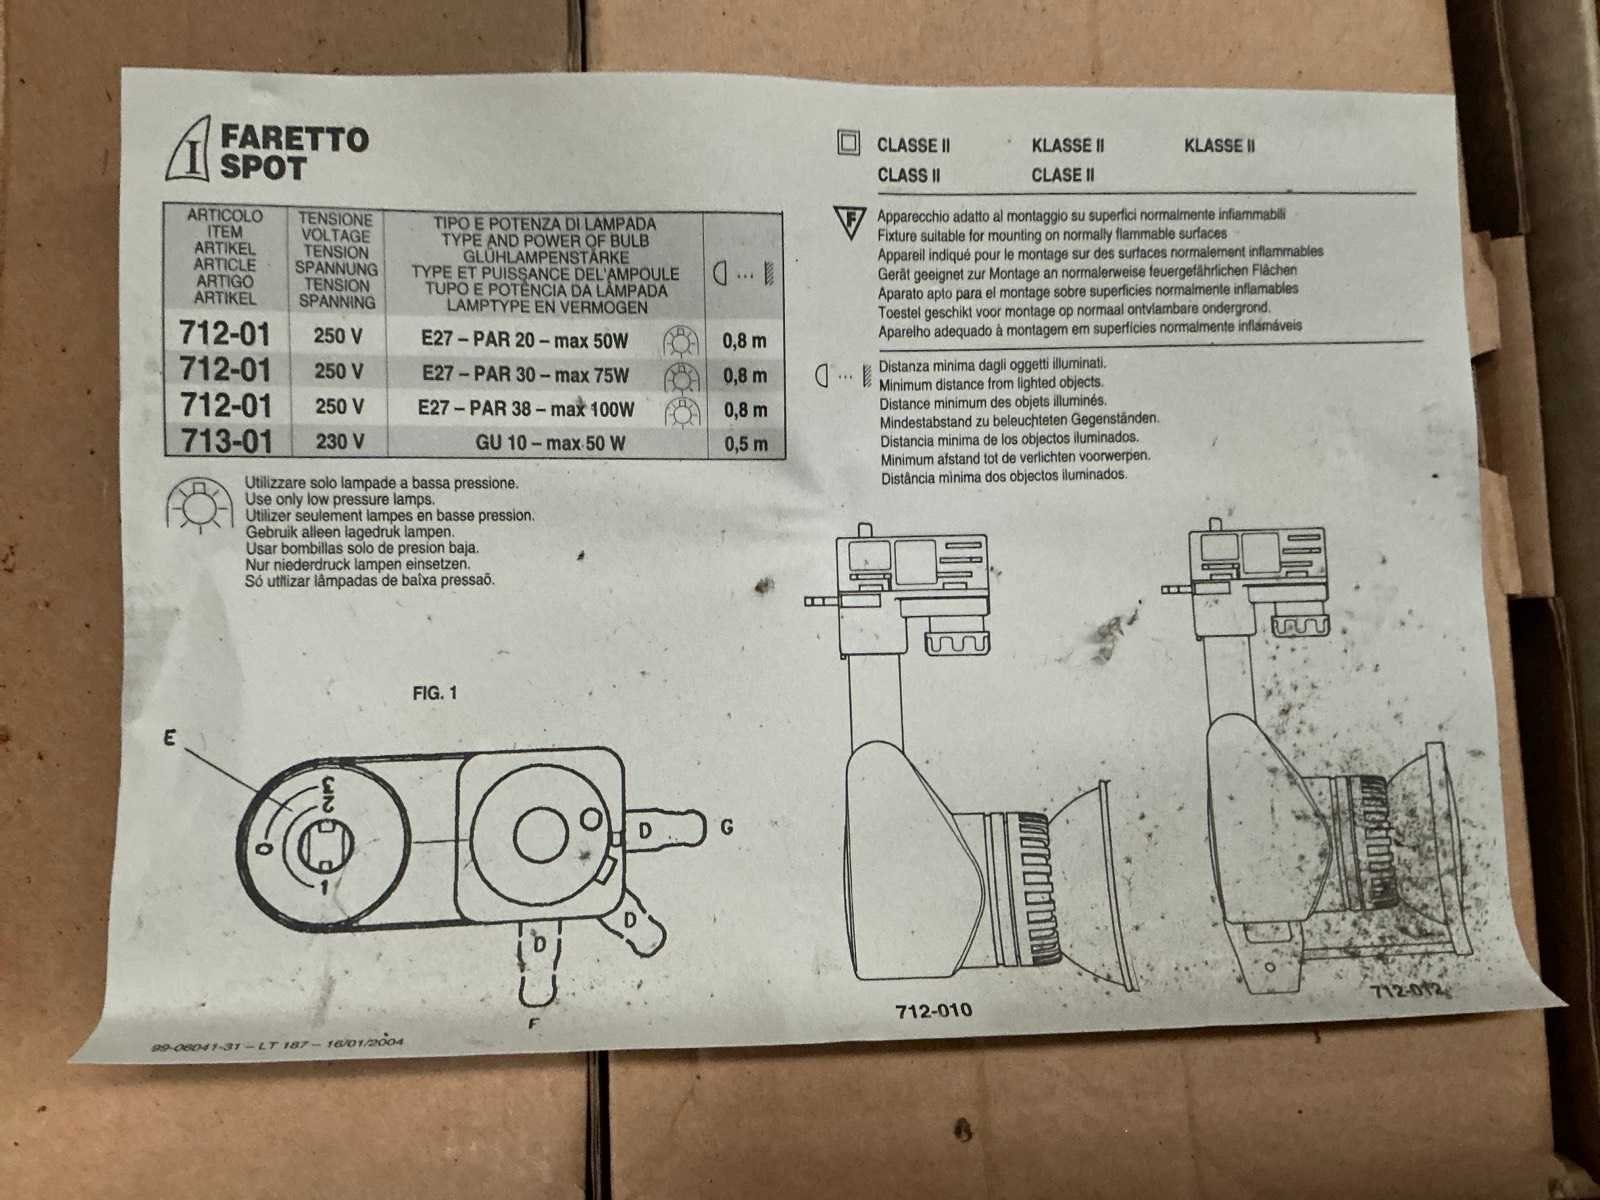 I FARETTO
SPOT
ARTICOLO
ITEM
ARTIKEL
ARTICLE
ARTIGO
ARTIKEL
TENSIONE
VOLTAGE
TENSION
SPANNUNG
TENSION
SPANNING
TIPO E POTENZA DI LAMPADA
TYPE AND POWER OF BULB
GLÜHLAMPENSTÄRKE
TYPE ET PUISSANCE DEL'AMPOULE
TUPO E POTÊNCIA DA LÂMPADA
LAMPTYPE EN VERMOGEN
712-01 250 V E27 – PAR 20 – max 50W 0,8 m
712-01 250 V E27 – PAR 30 – max 75W 0,8 m
712-01 250 V E27 – PAR 38 – max 100W 0,8 m
713-01 230 V GU 10 – max 50 W 0,5 m
Utilizzare solo lampade a bassa pressione.
Use only low pressure lamps.
Utilizer seulement lampes en basse pression.
Gebruik alleen lagedruk lampen.
Usar bombillas solo de presion baja.
Nur niederdruck lampen einsetzen.
Só utilizar lâmpadas de baìxa pressaõ.
FIG. 1
E
3
2
0
1
D
G
D
D
F
99-06041-31 – LT 187 – 16/01/2004
CLASSE II KLASSE II KLASSE II
CLASS II CLASE II
F
Apparecchio adatto al montaggio su superfici normalmente infiammabili
Fixture suitable for mounting on normally flammable surfaces
Appareil indiqué pour le montage sur des surfaces normalement inflammables
Gerät geeignet zur Montage an normalerweise feuergefährlichen Flächen
Aparato apto para el montage sobre superficies normalmente inflamables
Toestel geschikt voor montage op normaal ontvlambare ondergrond.
Aparelho adequado à montagem em superfícies normalmente inflamáveis
Distanza minima dagli oggetti illuminati.
Minimum distance from lighted objects.
Distance minimum des objets illuminés.
Mindestabstand zu beleuchteten Gegenständen.
Distancia minima de los objectos iluminados.
Minimum afstand tot de verlichten voorwerpen.
Distância mìnima dos objectos iluminados.
712-010
712-012